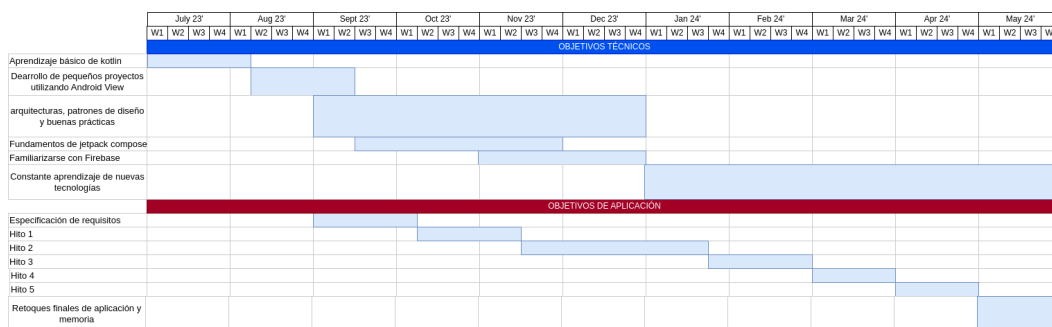 July 23' Aug 23' Sept 23' Oct 23' Nov 23' Dec 23' Jan 24' Feb 24' Mar 24' Apr 24' May 24'
W1 W2 W3 W4 W1 W2 W3 W4 W1 W2 W3 W4 W1 W2 W3 W4 W1 W2 W3 W4 W1 W2 W3 W4 W1 W2 W3 W4 W1 W2 W3 W4 W1 W2 W3 W4 W1 W2 W3 W4 W1 W2 W3
OBJETIVOS TÉCNICOS
Aprendizaje básico de kotlin
Dearrollo de pequeños proyectos
utilizando Android View
arquitecturas, patrones de diseño
y buenas prácticas
Fundamentos de jetpack compose
Familiarizarse con Firebase
Constante aprendizaje de nuevas
tecnologías
OBJETIVOS DE APLICACIÓN
Especificación de requisitos
Hito 1
Hito 2
Hito 3
Hito 4
Hito 5
Retoques finales de aplicación y
memoria